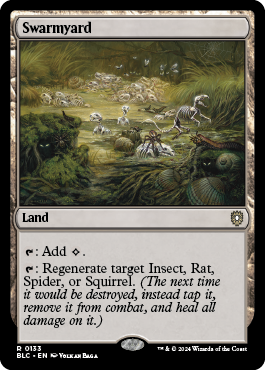 Swarmyard
Land
: Add .
: Regenerate target Insect, Rat,
Spider, or Squirrel. (The next time
it would be destroyed, instead tap it,
remove it from combat, and heal all
damage on it.)
R 0133
BLC • EN Volkan Baǵa
™ & © 2024 Wizards of the Coast